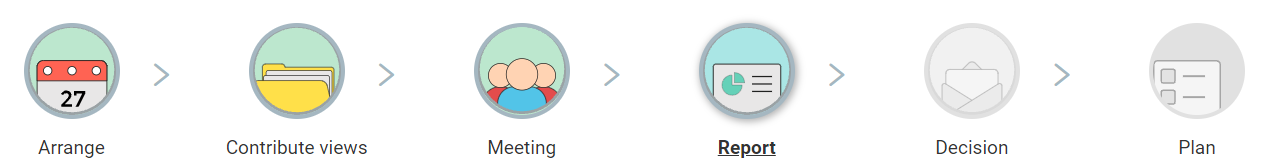 27
Arrange
Contribute views
Meeting
Report
Decision
Plan